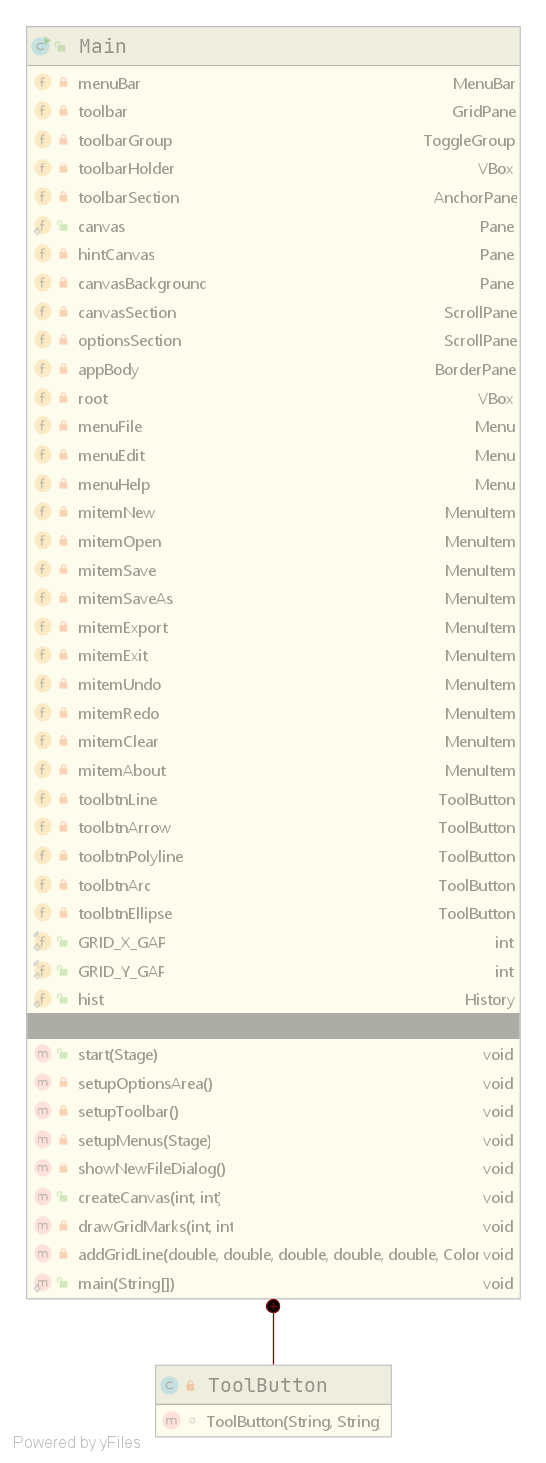 Main
menuBar MenuBar
toolbar GridPane
toolbarGroup ToggleGroup
toolbarHolder VBox
toolbarSection AnchorPane
canvas Pane
hintCanvas Pane
canvasBackground Pane
canvasSection ScrollPane
optionsSection ScrollPane
appBody BorderPane
root VBox
menuFile Menu
menuEdit Menu
menuHelp Menu
mitemNew MenuItem
mitemOpen MenuItem
mitemSave MenuItem
mitemSaveAs MenuItem
mitemExport MenuItem
mitemExit MenuItem
mitemUndo MenuItem
mitemRedo MenuItem
mitemClear MenuItem
mitemAbout MenuItem
toolbtnLine ToolButton
toolbtnArrow ToolButton
toolbtnPolyline ToolButton
toolbtnArc ToolButton
toolbtnEllipse ToolButton
GRID_X_GAP int
GRID_Y_GAP int
hist History
start(Stage) void
setupOptionsArea() void
setupToolbar() void
setupMenus(Stage) void
showNewFileDialog() void
createCanvas(int, int) void
drawGridMarks(int, int void
addGridLine(double, double, double, double, double, Color void
main(String[]) void
ToolButton
ToolButton(String, String)
Powered by yFiles